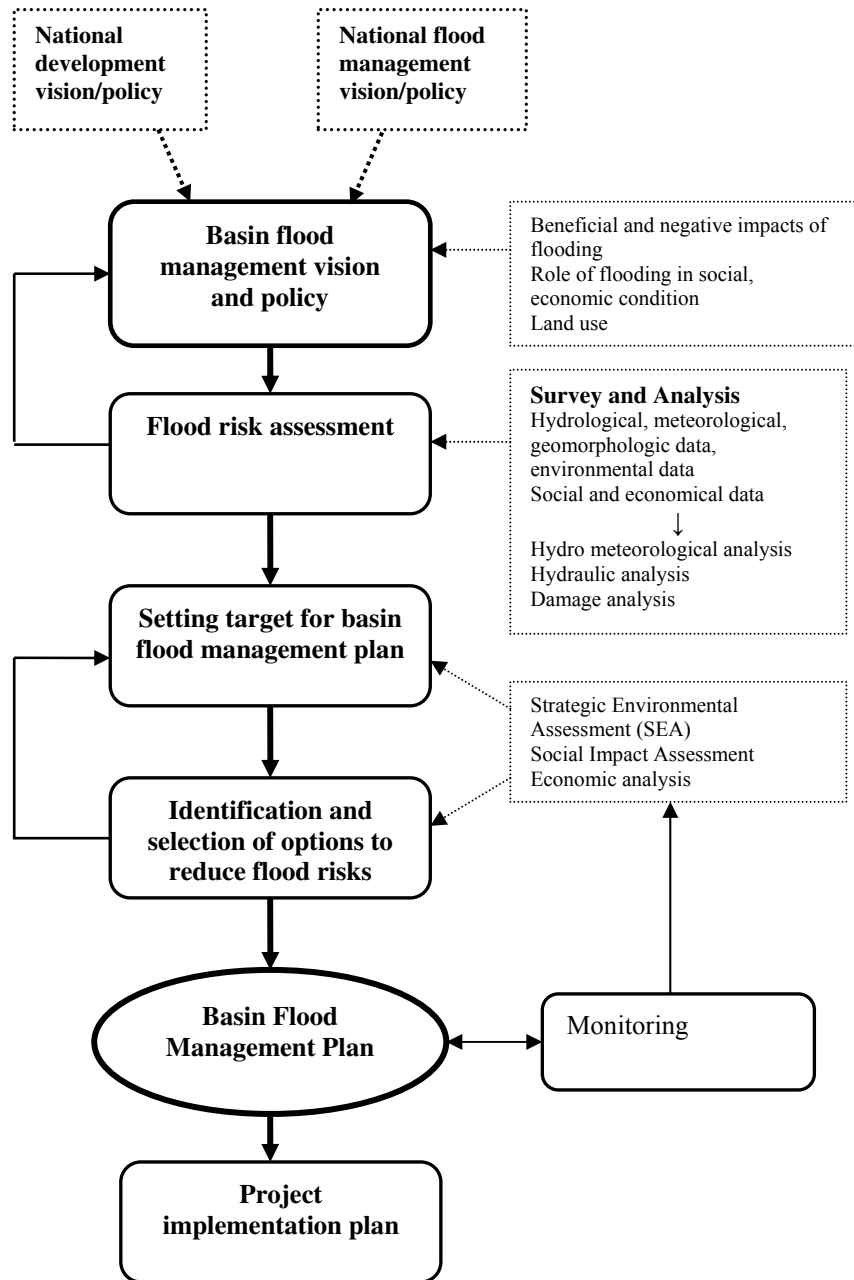 National
development
vision/policy
National flood
management
vision/policy
Basin flood
management vision
and policy
Beneficial and negative impacts of
flooding
Role of flooding in social,
economic condition
Land use
Flood risk assessment
Survey and Analysis
Hydrological, meteorological,
geomorphologic data,
environmental data
Social and economical data
↓
Hydro meteorological analysis
Hydraulic analysis
Damage analysis
Setting target for basin
flood management plan
Strategic Environmental
Assessment (SEA)
Social Impact Assessment
Economic analysis
Identification and
selection of options to
reduce flood risks
Basin Flood
Management Plan
Monitoring
Project
implementation plan